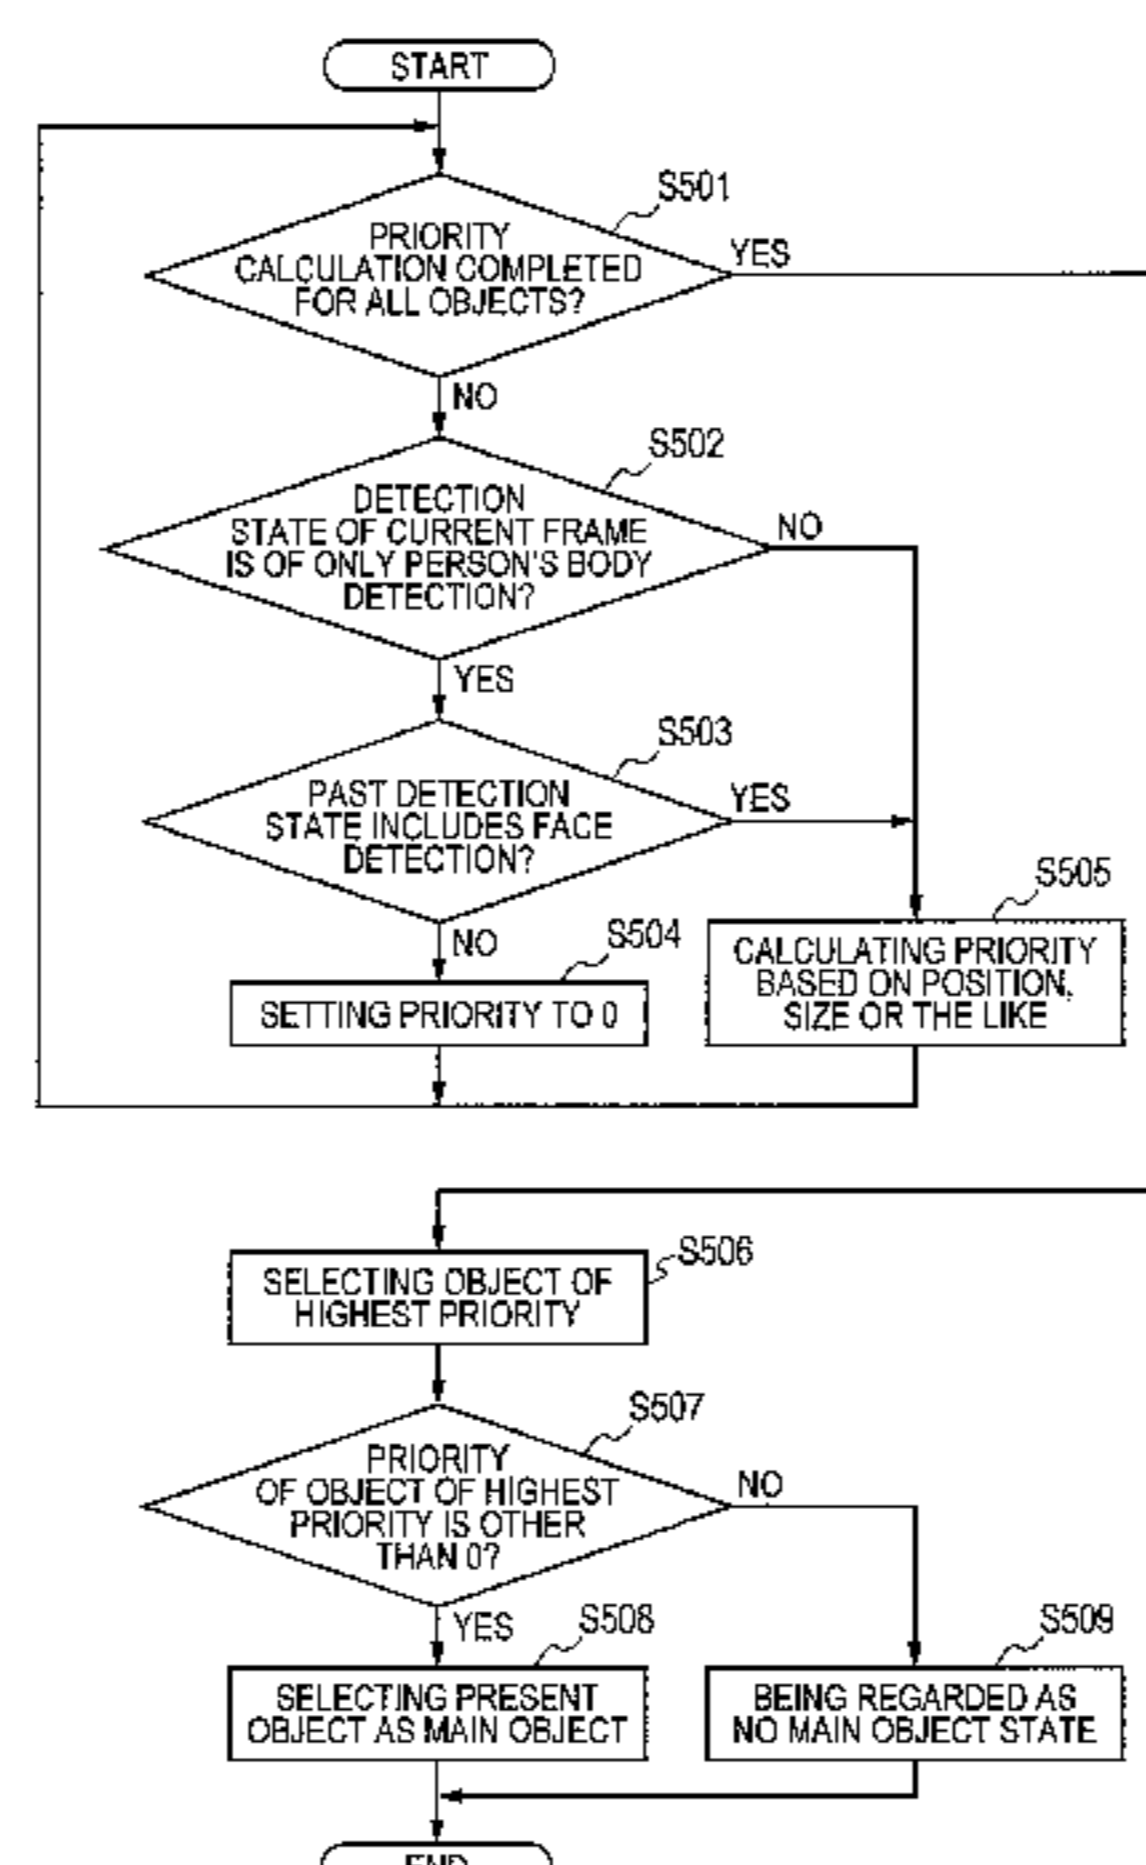 START
S501
PRIORITY
CALCULATION COMPLETED
FOR ALL OBJECTS?
YES
NO
S502
DETECTION
STATE OF CURRENT FRAME
IS OF ONLY PERSON'S BODY
DETECTION?
NO
YES
S503
PAST DETECTION
STATE INCLUDES FACE
DETECTION?
YES
NO
S504
SETTING PRIORITY TO 0
S505
CALCULATING PRIORITY
BASED ON POSITION,
SIZE OR THE LIKE
S506
SELECTING OBJECT OF
HIGHEST PRIORITY
S507
PRIORITY
OF OBJECT OF HIGHEST
PRIORITY IS OTHER
THAN 0?
NO
YES
S508
SELECTING PRESENT
OBJECT AS MAIN OBJECT
S509
BEING REGARDED AS
NO MAIN OBJECT STATE
END